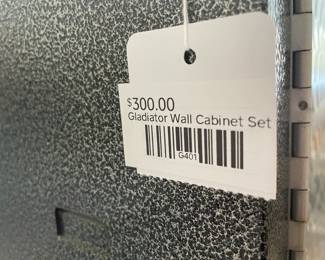 $300.00
Gladiator Wall Cabinet Set
G401